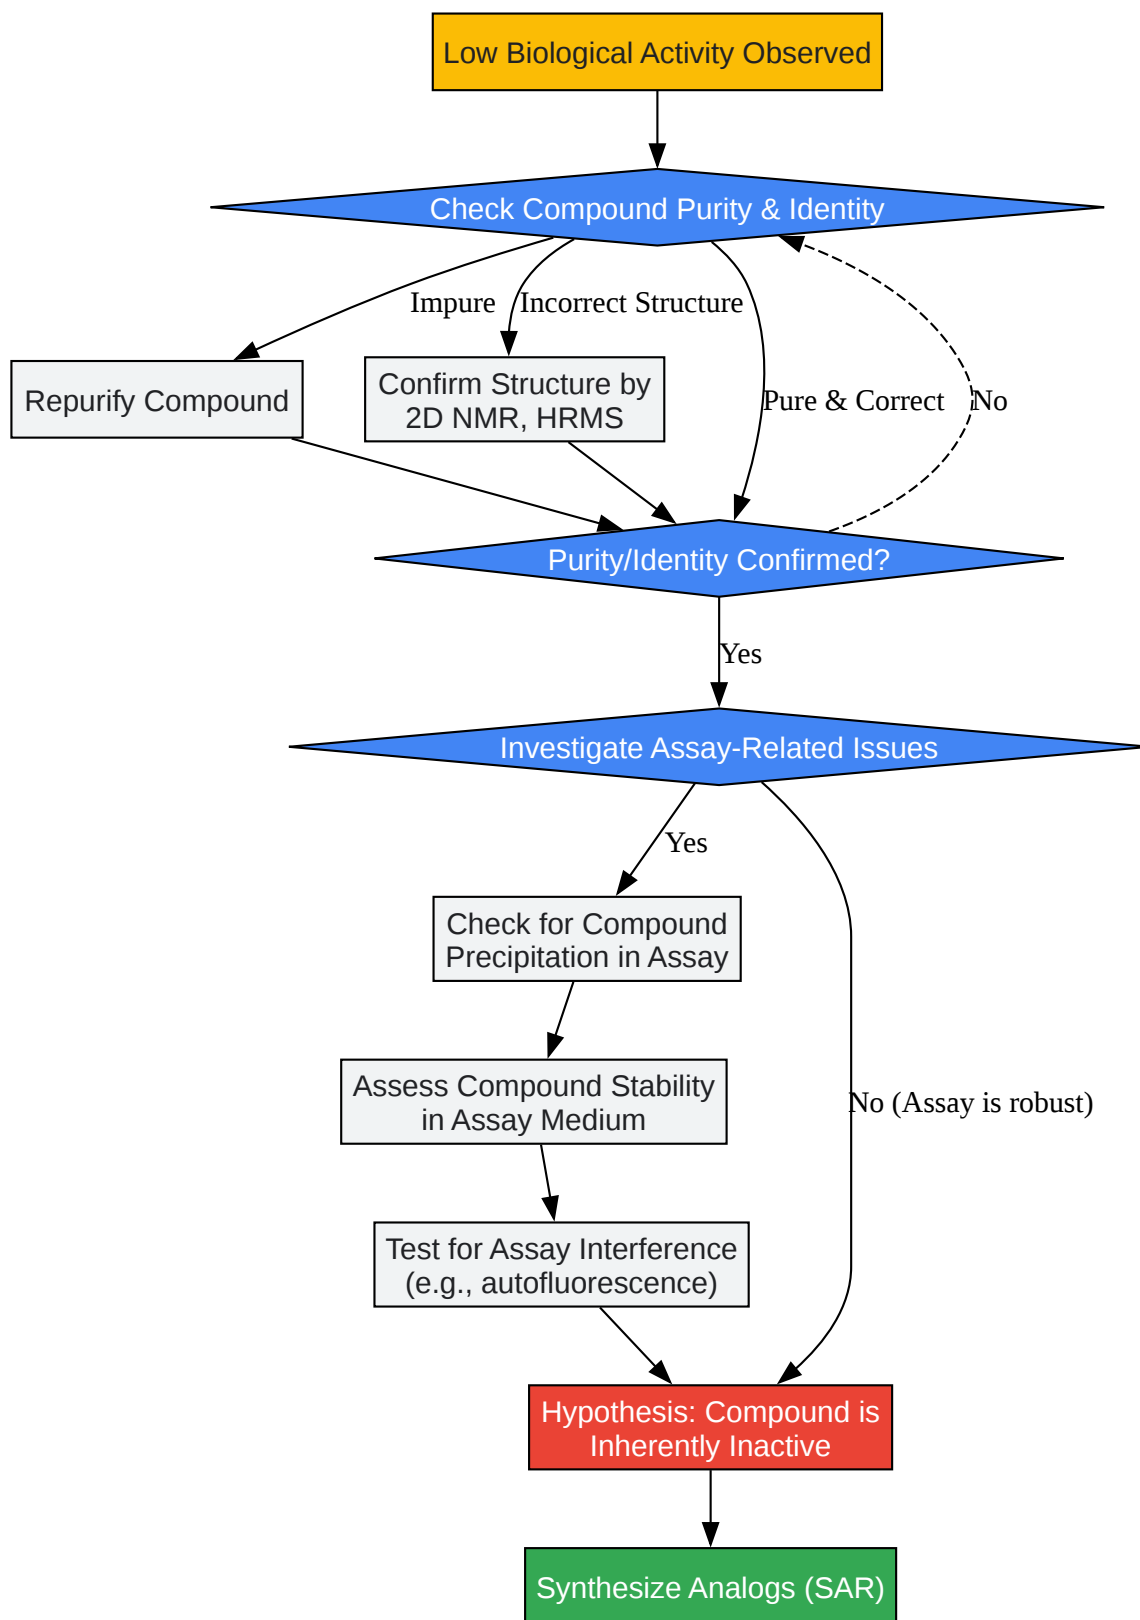 Low Biological Activity Observed
Check Compound Purity & Identity
Impure
Incorrect Structure
Repurify Compound
Confirm Structure by
2D NMR, HRMS
Pure & Correct
No
Purity/Identity Confirmed?
Yes
Investigate Assay-Related Issues
Yes
Check for Compound
Precipitation in Assay
Assess Compound Stability
in Assay Medium
No (Assay is robust)
Test for Assay Interference
(e.g., autofluorescence)
Hypothesis: Compound is
Inherently Inactive
Synthesize Analogs (SAR)